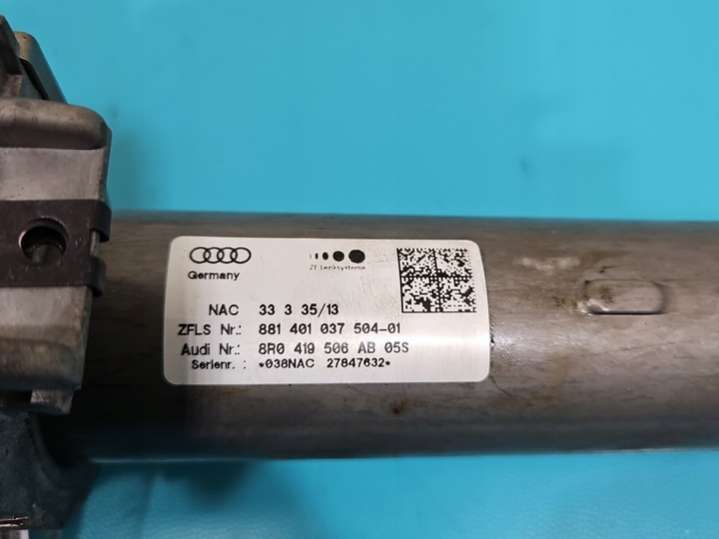 Germany
ZF Lenksysteme
NAC 33 3 35/13
ZFLS Nr.: 881 401 037 504-01
Audi Nr.: 8R0 419 506 AB 05S
Serienr. : *038NAC 27847632*